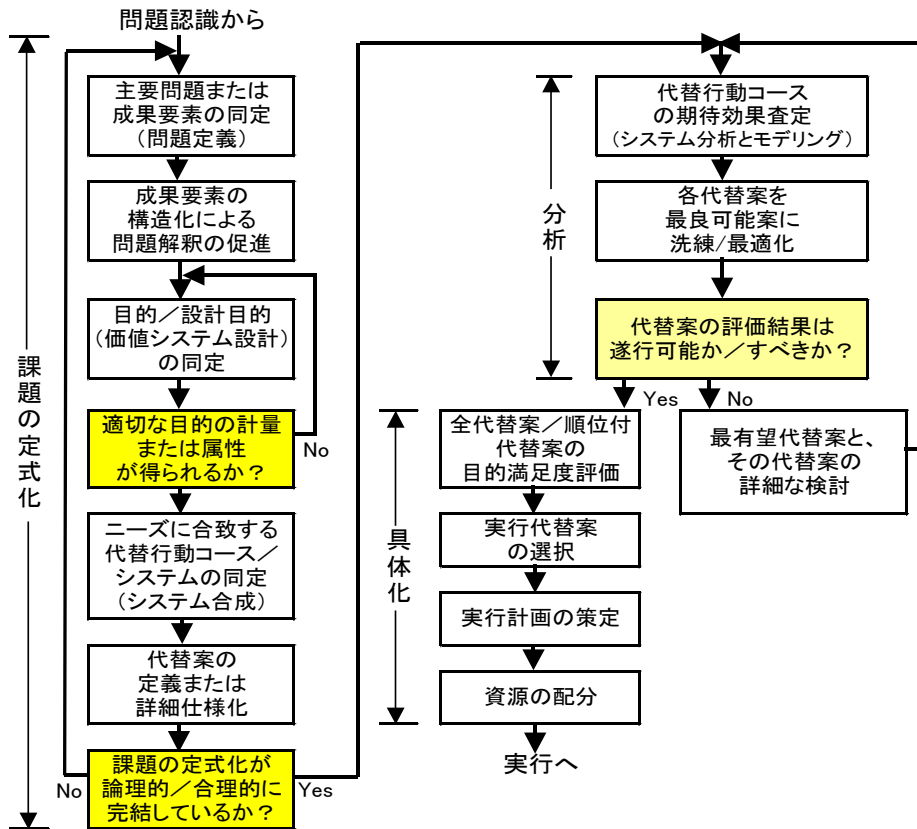 問題認識から
課題の定式化
主要問題または
成果要素の同定
(問題定義)
成果要素の
構造化による
問題解釈の促進
目的/設計目的
(価値システム設計)
の同定
適切な目的の計量
または属性
が得られるか?
No
ニーズに合致する
代替行動コース/
システムの同定
(システム合成)
代替案の
定義または
詳細仕様化
課題の定式化が
論理的/合理的に
完結しているか?
No
Yes
分析
代替行動コース
の期待効果査定
(システム分析とモデリング)
各代替案を
最良可能案に
洗練/最適化
代替案の評価結果は
遂行可能か/すべきか?
Yes
No
最有望代替案と、
その代替案の
詳細な検討
具体化
全代替案/順位付
代替案の
目的満足度評価
実行代替案
の選択
実行計画の策定
資源の配分
実行へ